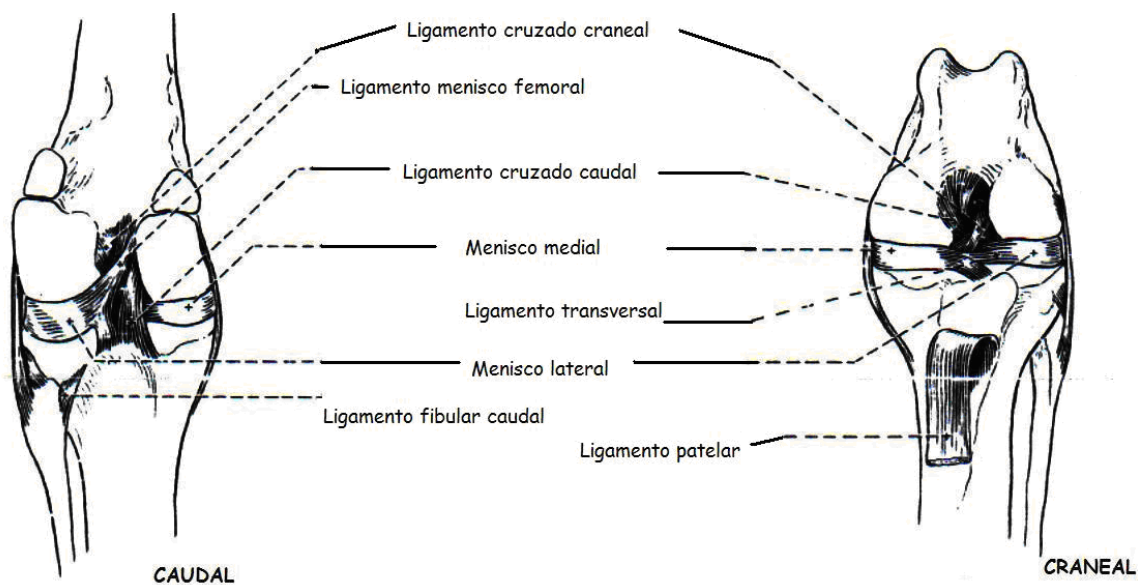 Ligamento cruzado craneal
Ligamento menisco femoral
Ligamento cruzado caudal
Menisco medial
Ligamento transversal
Menisco lateral
Ligamento fibular caudal
Ligamento patelar
CAUDAL
CRANEAL